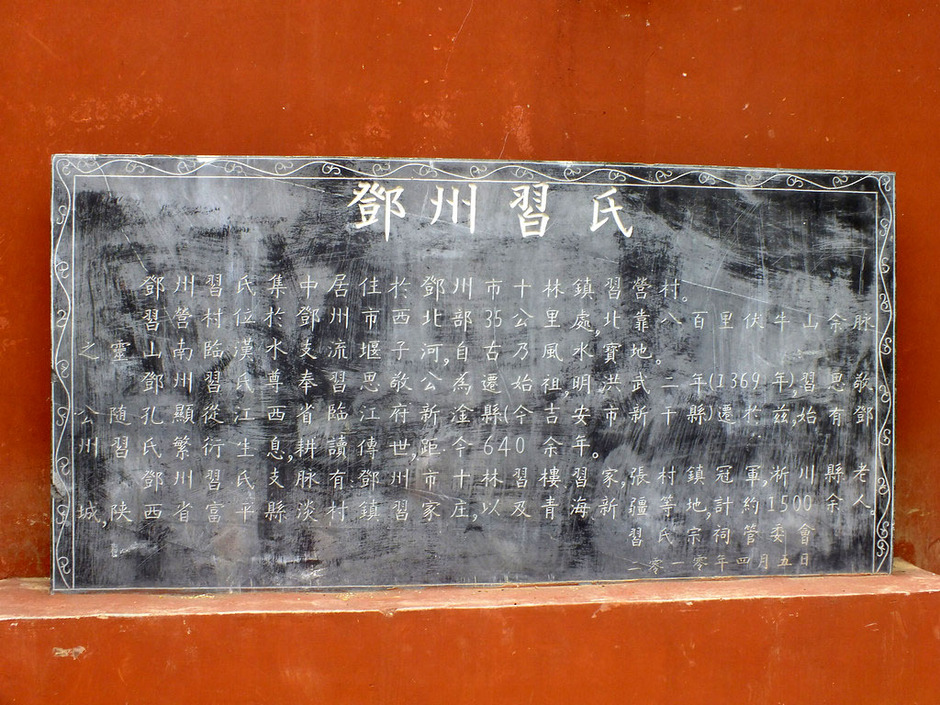 鄧州習氏
鄧州習氏集中居住於鄧州市十林鎮習營村。
習營村位於鄧州市西北部35公里處,北靠八百里伏牛山余脉
之靈山南臨漢水支流堰子河,自古乃風水寶地。
鄧州習氏尊奉習思敬公為遷始祖,明洪武二年(1369年),習思敬
公随孔顯從江西省臨江府新淦縣(今吉安市新干縣)遷於兹,始有鄧
州習氏繁衍生息,耕讀傳世,距今640余年。
鄧州習氏支脉有鄧州市十林習樓習家,張村鎮冠軍,淅川縣老
城,陕西省富平縣淡村鎮習家庄,以及青海新疆等地,計約1500余人。
習氏宗祠管委會
二零一零年四月五日